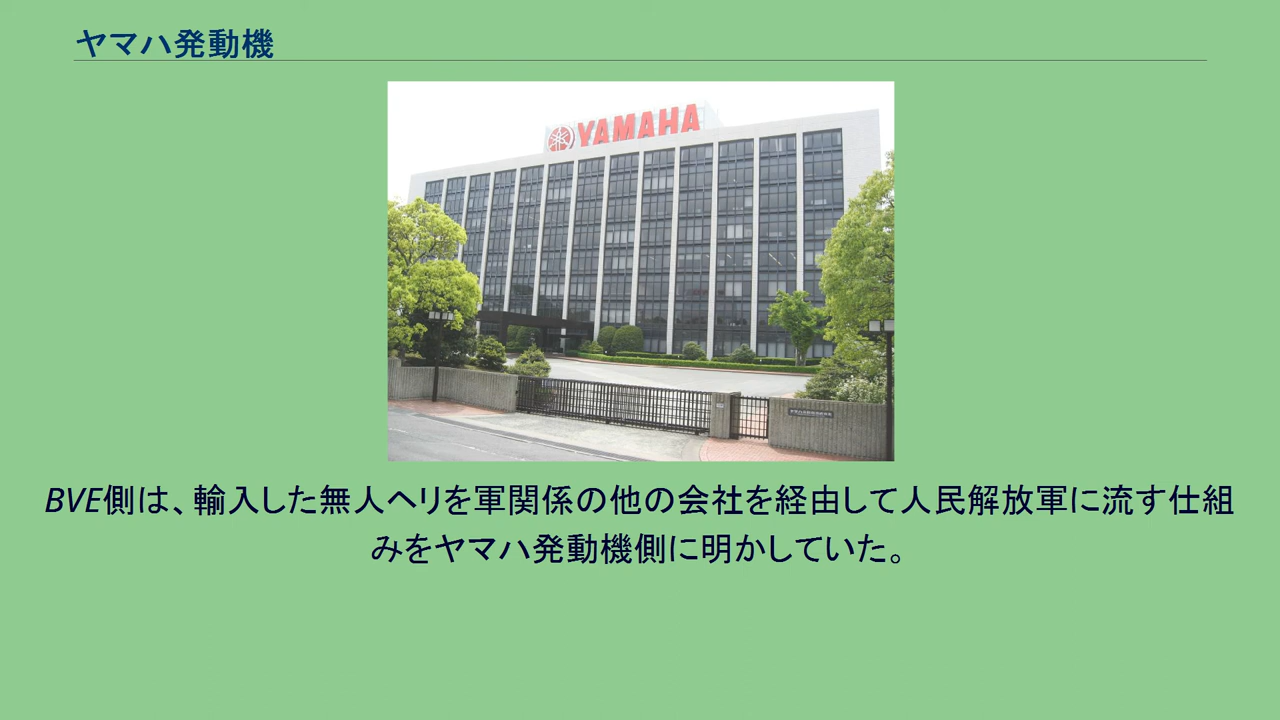 ヤマハ発動機
YAMAHA
BVE側は、輸入した無人ヘリを軍関係の他の会社を経由して人民解放軍に流す仕組
みをヤマハ発動機側に明かしていた。